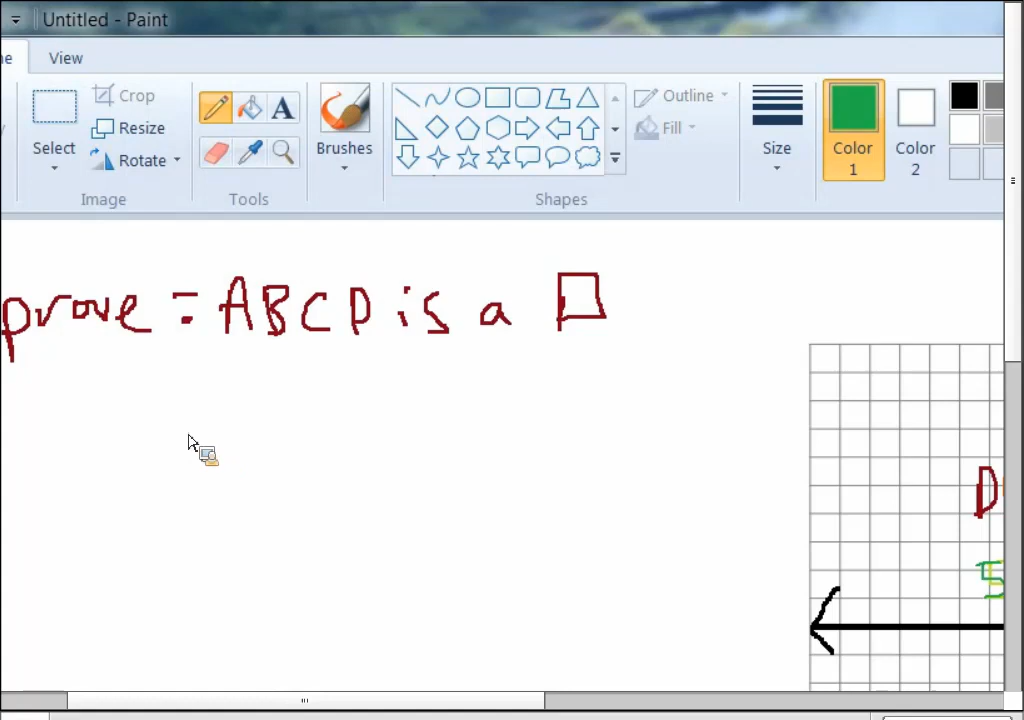 Untitled - Paint
View
Crop
Resize
Select
Rotate
Image
Tools
Brushes
Outline
Fill
Shapes
Size
Color 1
Color 2
prove : ABCD is a
D
5